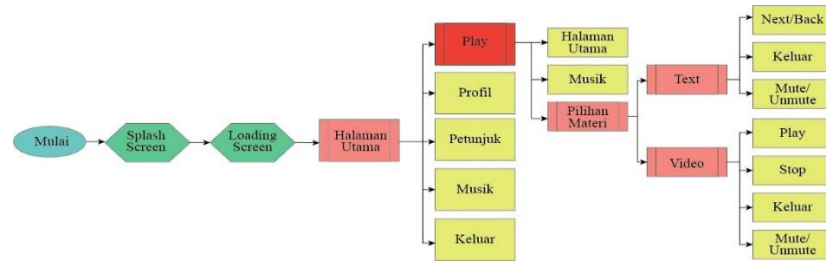 Mulai
Splash
Screen
Loading
Screen
Halaman
Utama
Play
Profil
Petunjuk
Musik
Keluar
Halaman
Utama
Musik
Pilihan
Materi
Text
Video
Next/Back
Keluar
Mute/
Unmute
Play
Stop
Keluar
Mute/
Unmute